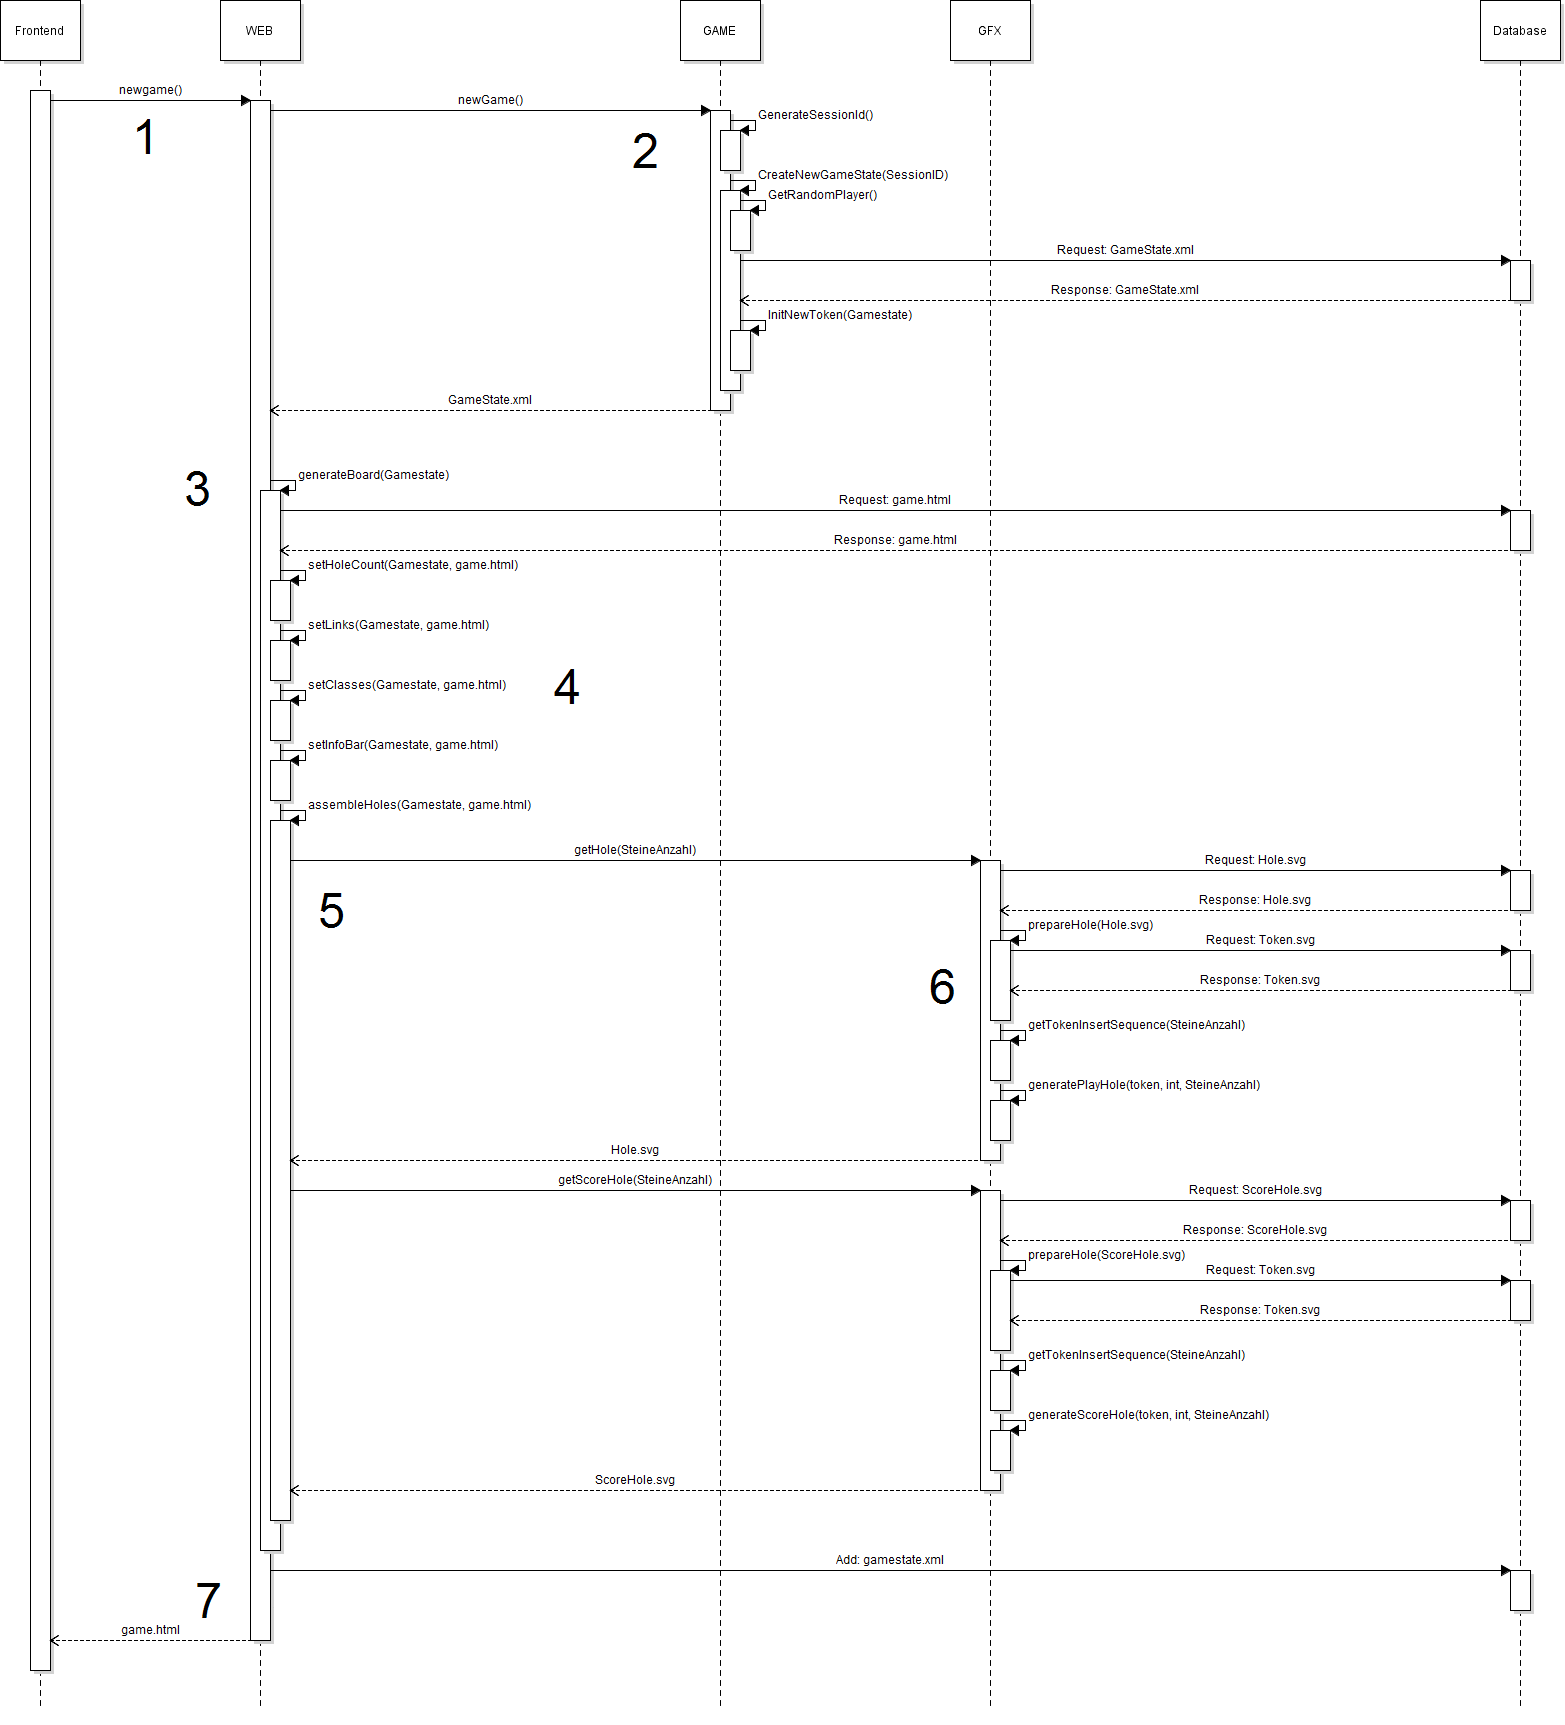 Frontend
WEB
GAME
GFX
Database
newgame()
newGame()
1
2
GenerateSessionId()
CreateNewGameState(SessionID)
GetRandomPlayer()
Request: GameState.xml
Response: GameState.xml
InitNewToken(Gamestate)
GameState.xml
3
generateBoard(Gamestate)
Request: game.html
Response: game.html
setHoleCount(Gamestate, game.html)
setLinks(Gamestate, game.html)
setClasses(Gamestate, game.html)
4
setInfoBar(Gamestate, game.html)
assembleHoles(Gamestate, game.html)
getHole(SteineAnzahl)
Request: Hole.svg
5
Response: Hole.svg
prepareHole(Hole.svg)
Request: Token.svg
6
Response: Token.svg
getTokenInsertSequence(SteineAnzahl)
generatePlayHole(token, int, SteineAnzahl)
Hole.svg
getScoreHole(SteineAnzahl)
Request: ScoreHole.svg
Response: ScoreHole.svg
prepareHole(ScoreHole.svg)
Request: Token.svg
Response: Token.svg
getTokenInsertSequence(SteineAnzahl)
generateScoreHole(token, int, SteineAnzahl)
ScoreHole.svg
Add: gamestate.xml
7
game.html